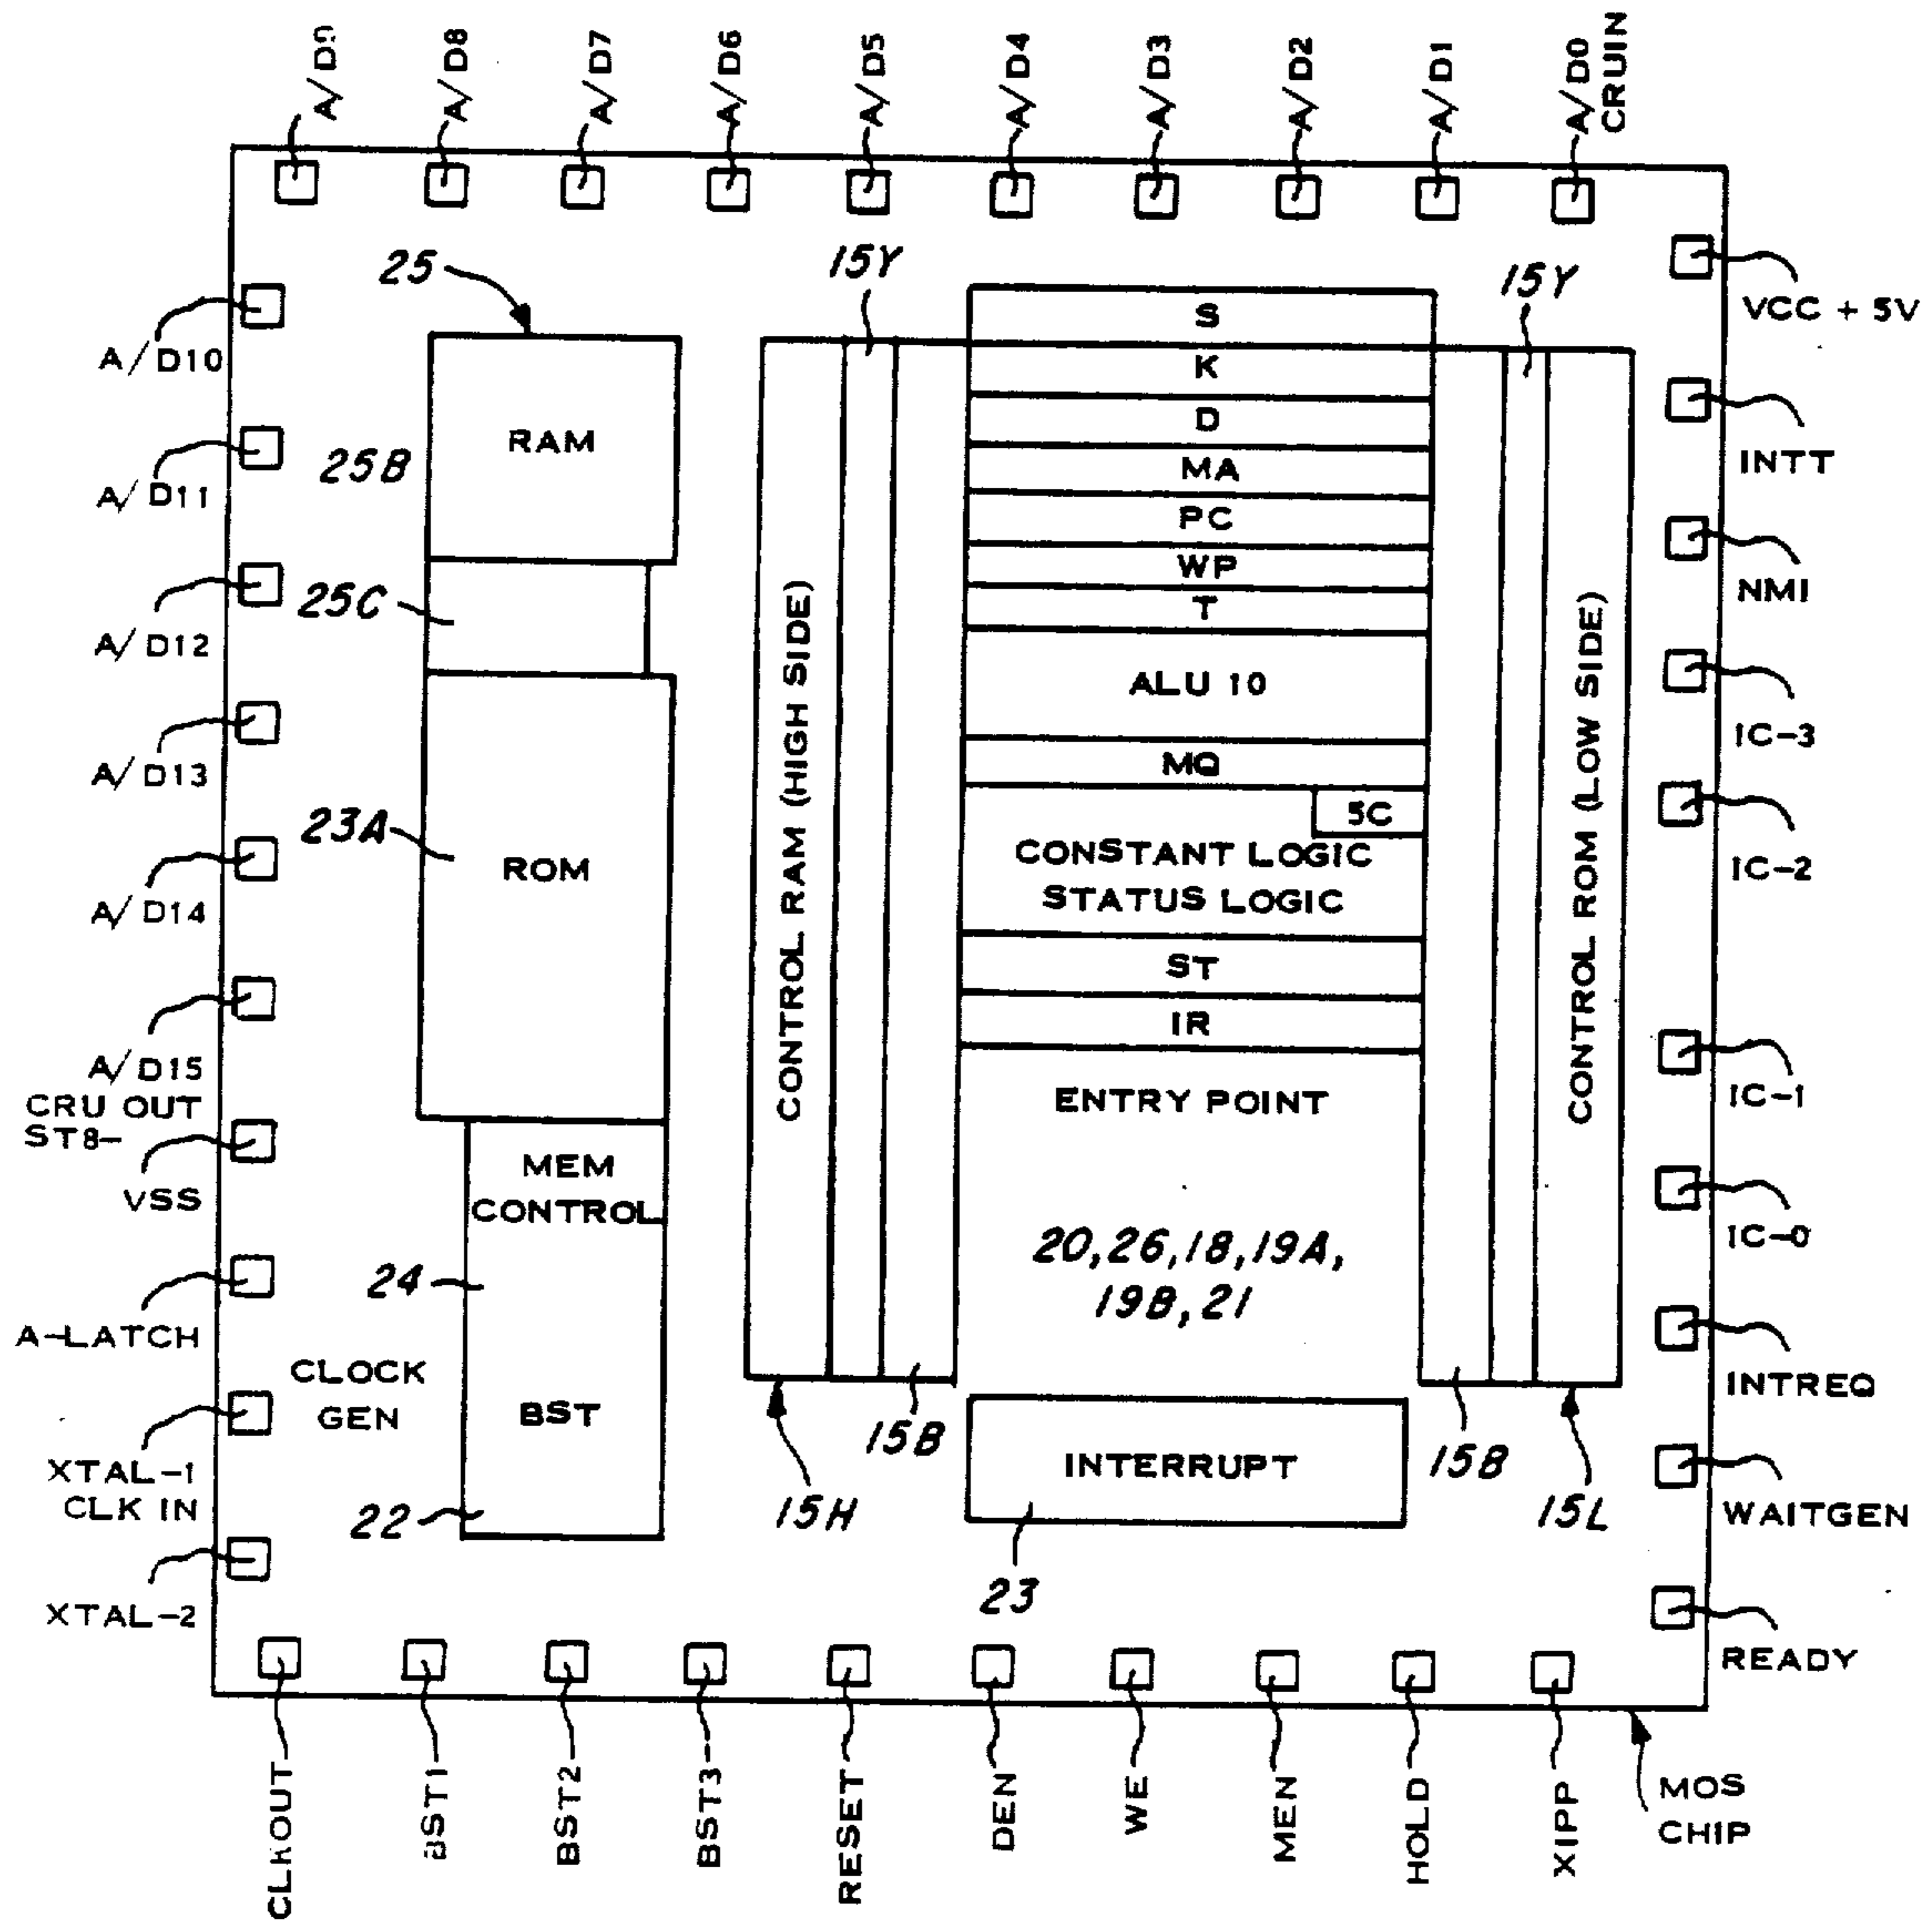 A/D9
A/D8
A/D7
A/D6
A/D5
A/D4
A/D3
A/D2
A/D1
A/D0
CRUIN
25
15Y
15Y
VCC + 5V
A/D10
S
K
D
RAM
25B
MA
INTT
A/D11
PC
WP
25C
T
NMI
A/D12
CONTROL RAM (HIGH SIDE)
CONTROL ROM (LOW SIDE)
ALU 10
IC-3
A/D13
MQ
23A
5C
ROM
CONSTANT LOGIC
STATUS LOGIC
IC-2
A/D14
ST
IR
A/D15
CRU OUT
ST8-
ENTRY POINT
IC-1
MEM
CONTROL
VSS
20, 26, 18, 19A,
19B, 21
IC-0
24
A-LATCH
CLOCK
GEN
BST
15B
INTERRUPT
15B
INTREQ
XTAL-1
CLK IN
22
15H
15L
WAITGEN
23
XTAL-2
READY
CLKOUT
BST1
BST2
BST3
RESET
DEN
WE
MEN
HOLD
XIPP
MOS
CHIP